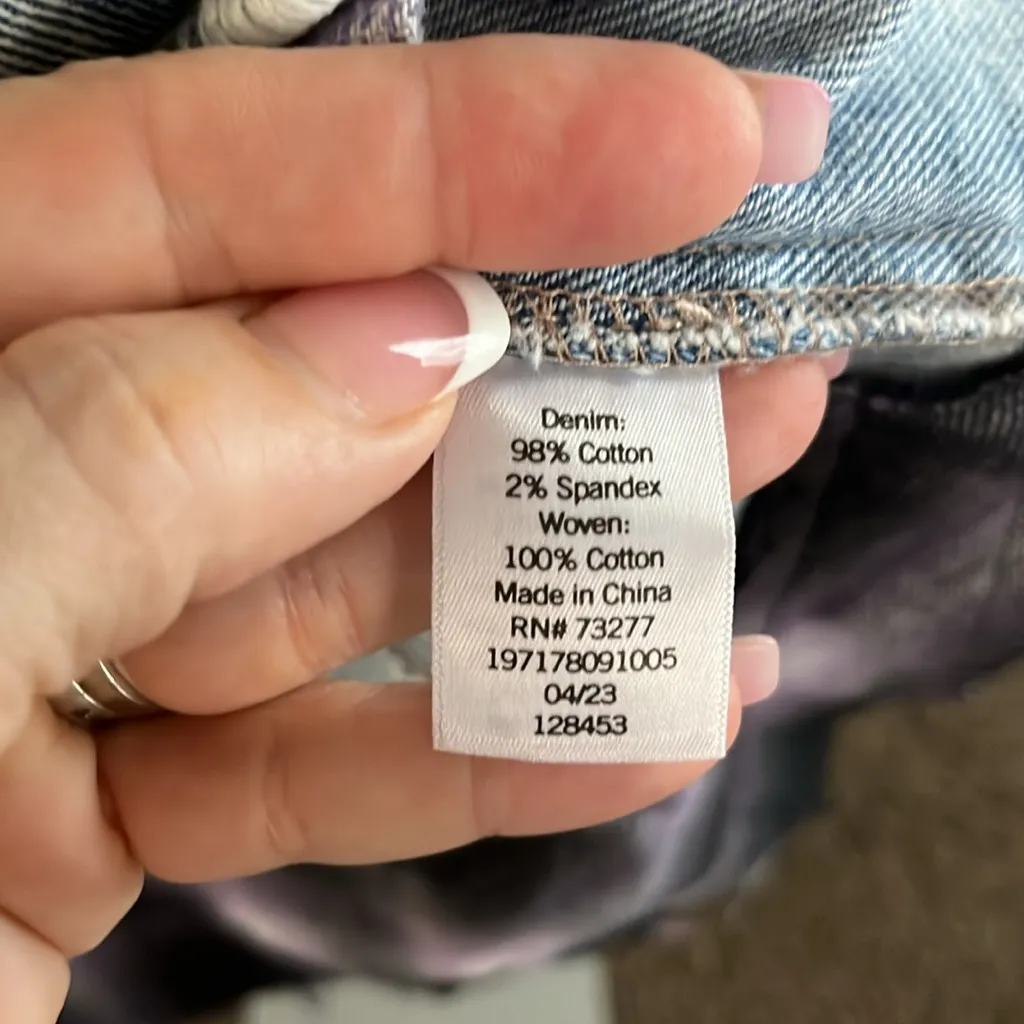 Denim:
98% Cotton
2% Spandex
Woven:
100% Cotton
Made in China
RN# 73277
197178091005
04/23
128453